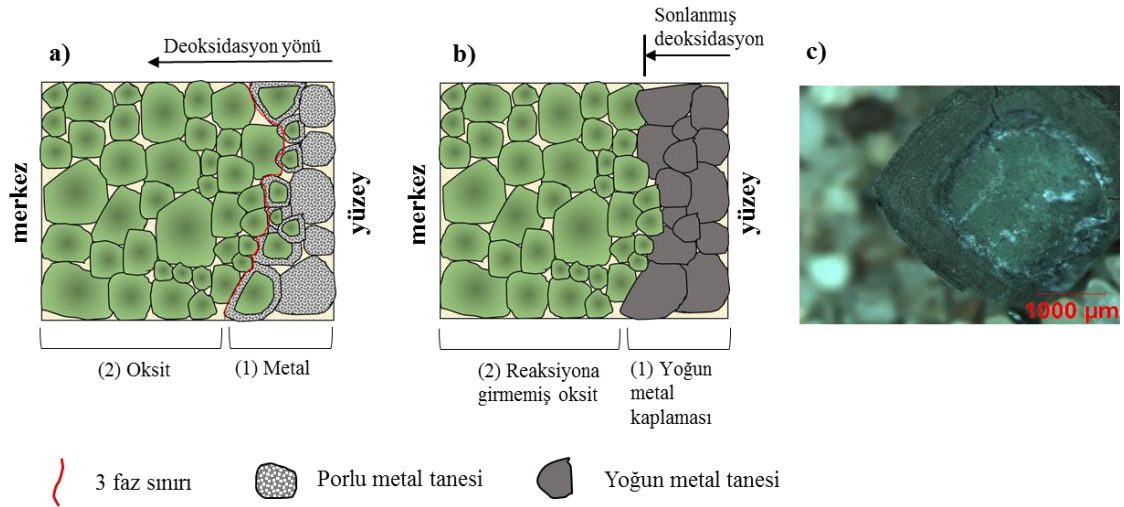 a)
Deoksidasyon yönü
merkez
yüzey
(2) Oksit
(1) Metal
b)
Sonlanmış
deoksidasyon
merkez
yüzey
(2) Reaksiyona
girmemiş oksit
(1) Yoğun
metal
kaplaması
c)
1000 µm
3 faz sınırı
Porlu metal tanesi
Yoğun metal tanesi